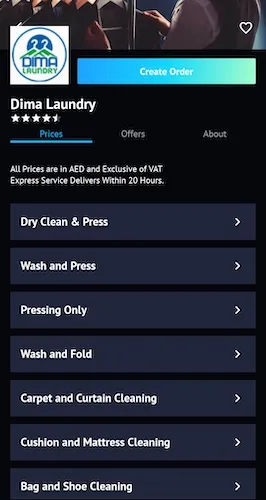 DIMA
LAUNDRY
Create Order
Dima Laundry
Prices
Offers
About
All Prices are in AED and Exclusive of VAT
Express Service Delivers Within 20 Hours.
Dry Clean & Press
Wash and Press
Pressing Only
Wash and Fold
Carpet and Curtain Cleaning
Cushion and Mattress Cleaning
Bag and Shoe Cleaning